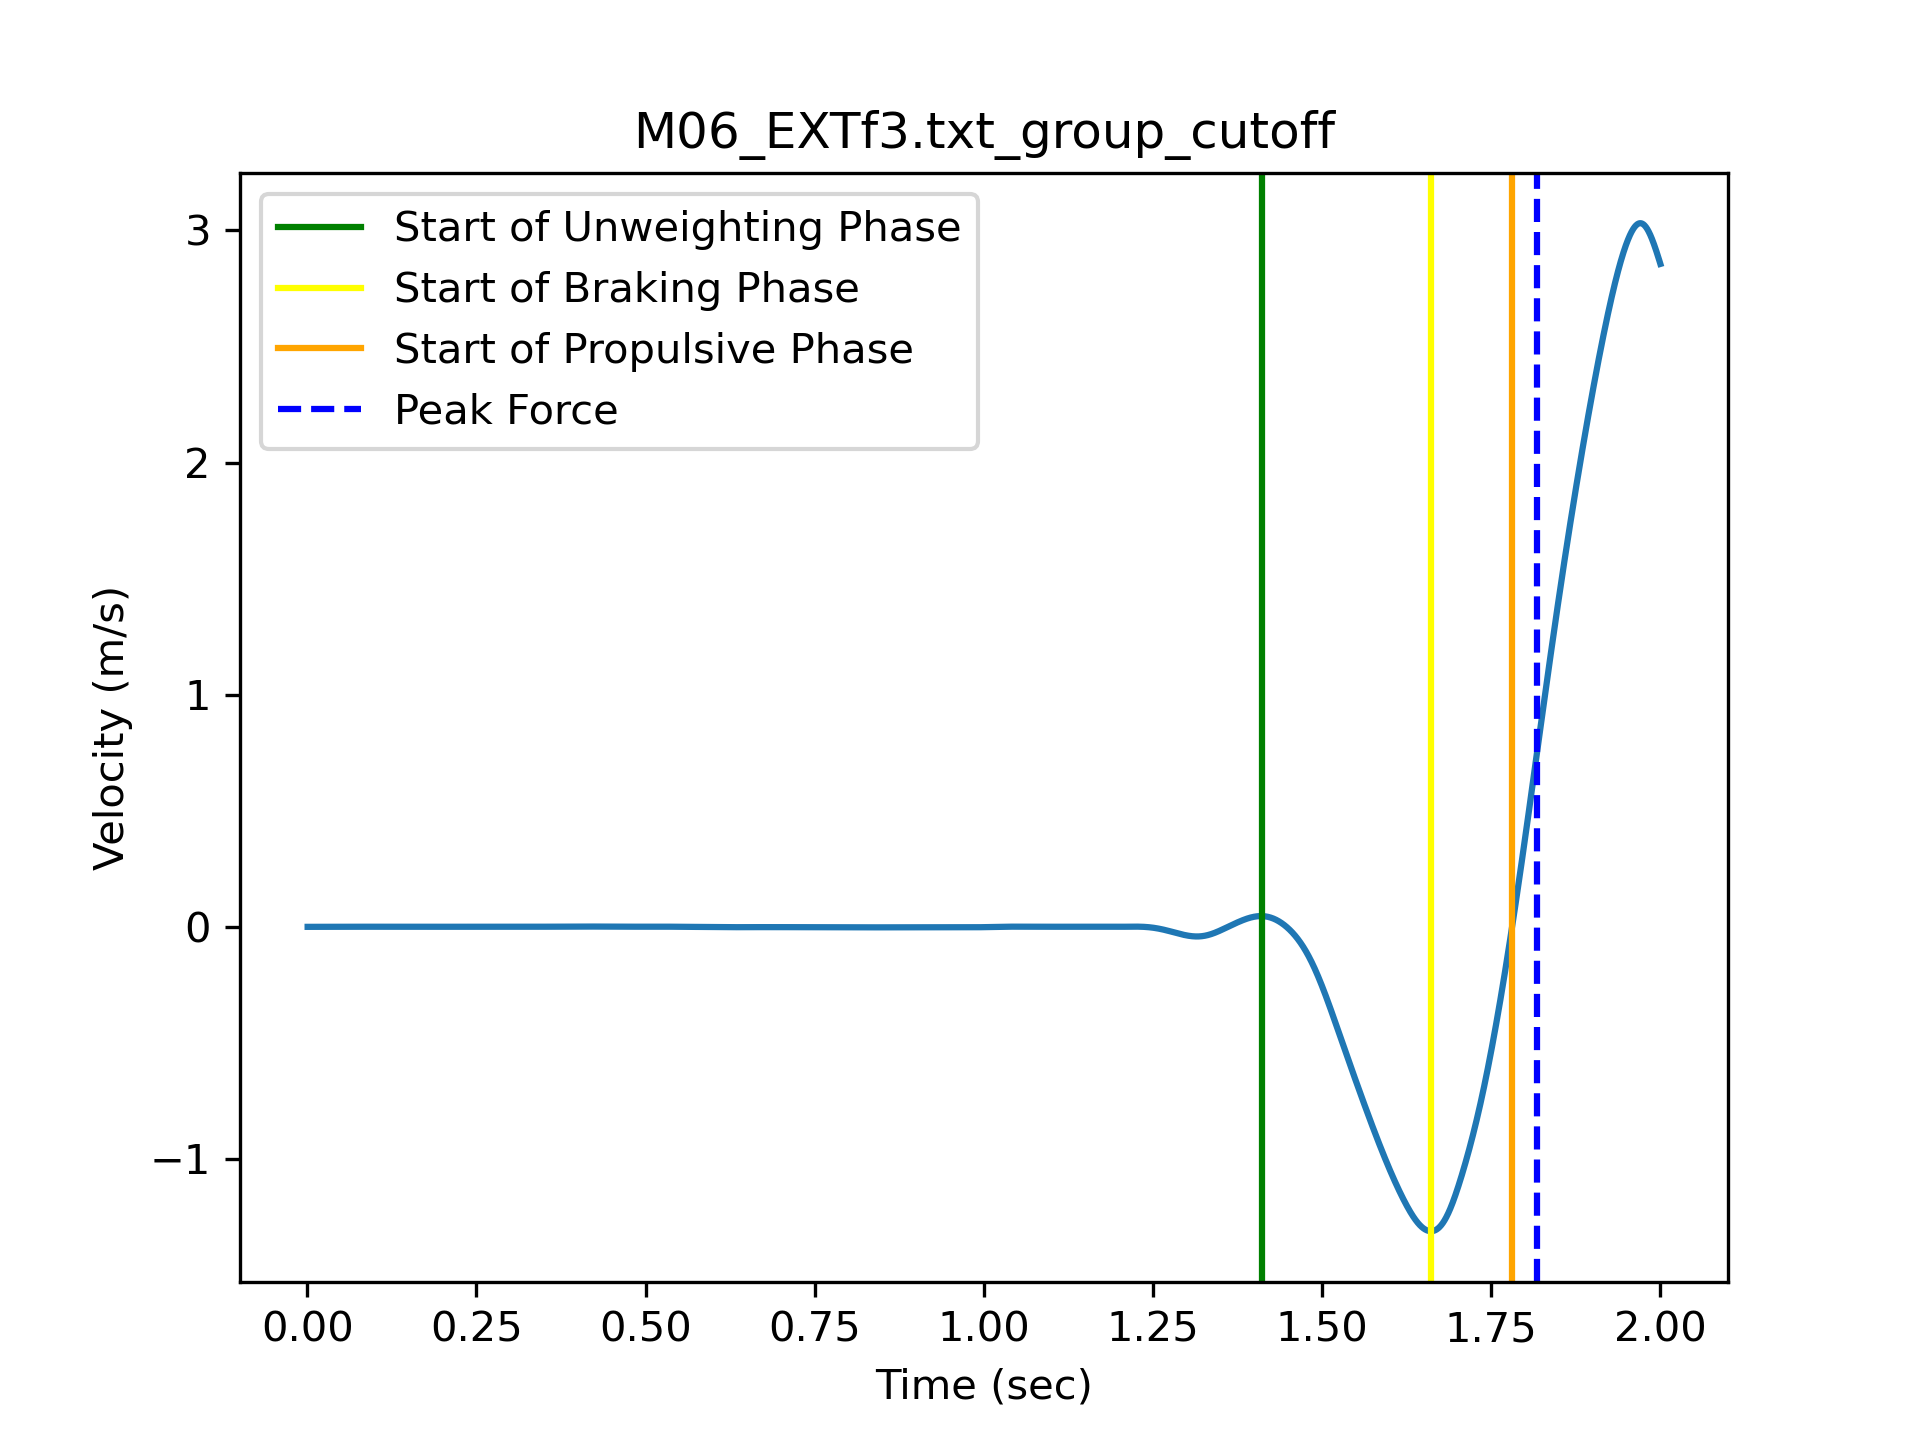 M06_EXTf3.txt_group_cutoff
Start of Unweighting Phase
Start of Braking Phase
Start of Propulsive Phase
Peak Force
3
2
1
0
−1
Velocity (m/s)
0.00 0.25 0.50 0.75 1.00 1.25 1.50 1.75 2.00
Time (sec)